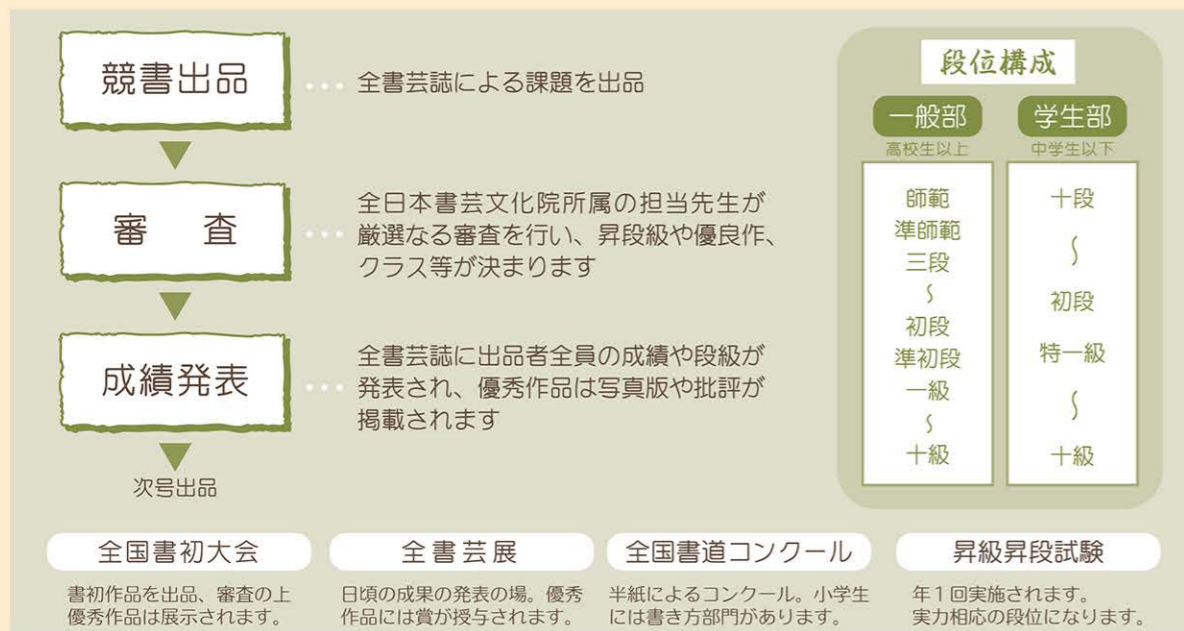 競書出品
… 全書芸誌による課題を出品
審　査
… 全日本書芸文化院所属の担当先生が
厳選なる審査を行い、昇段級や優良作、
クラス等が決まります
成績発表
… 全書芸誌に出品者全員の成績や段級が
発表され、優秀作品は写真版や批評が
掲載されます
次号出品
段位構成
一般部
高校生以上
師範
準師範
三段
〜
初段
準初段
一級
〜
十級
学生部
中学生以下
十段
〜
初段
特一級
〜
十級
全国書初大会
書初作品を出品、審査の上
優秀作品は展示されます。
全書芸展
日頃の成果の発表の場。優秀
作品には賞が授与されます。
全国書道コンクール
半紙によるコンクール。小学生
には書き方部門があります。
昇級昇段試験
年1回実施されます。
実力相応の段位になります。